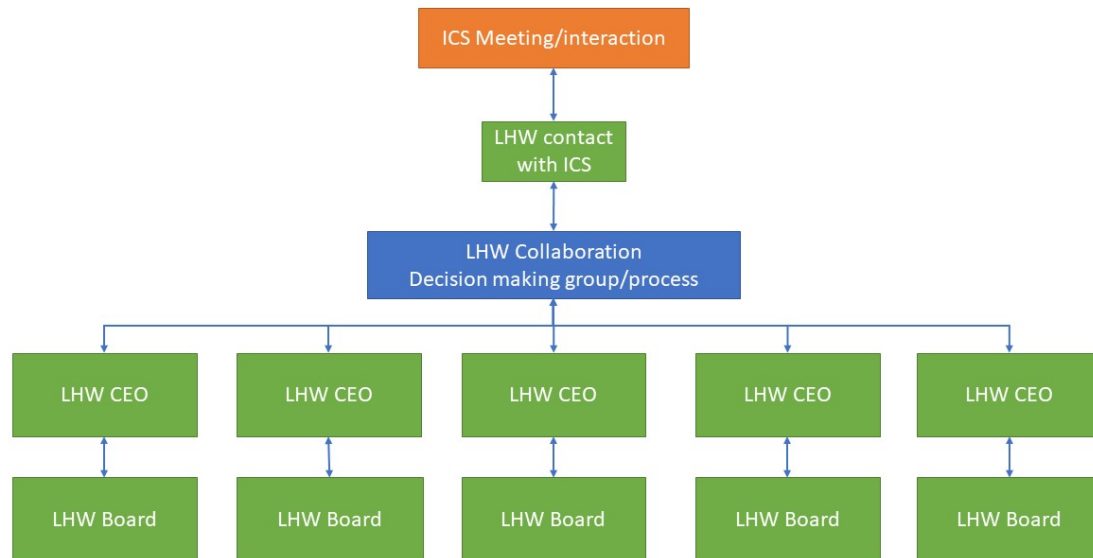 ICS Meeting/interaction
LHW contact
with ICS
LHW Collaboration
Decision making group/process
LHW CEO
LHW CEO
LHW CEO
LHW CEO
LHW CEO
LHW Board
LHW Board
LHW Board
LHW Board
LHW Board